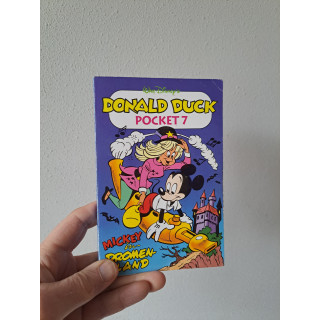 Walt Disney's
DONALD DUCK
POCKET 7
MICKEY
IN
DROMEN-
LAND